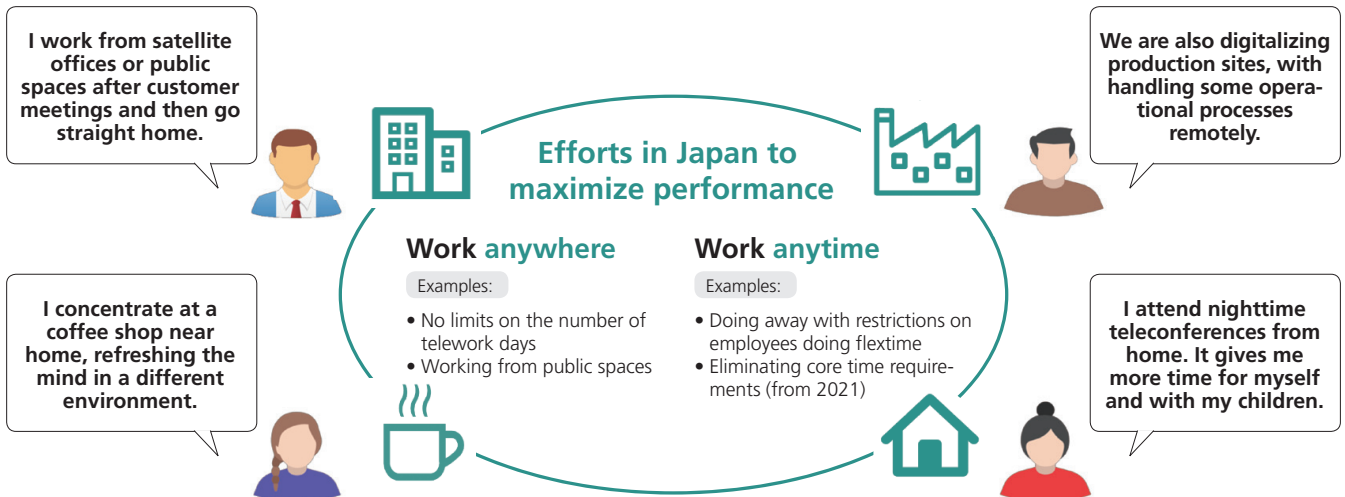 I work from satellite
offices or public
spaces after customer
meetings and then go
straight home.
We are also digitalizing
production sites, with
handling some opera-
tional processes
remotely.
Efforts in Japan to
maximize performance
Work anywhere
Examples:
• No limits on the number of
telework days
• Working from public spaces
Work anytime
Examples:
• Doing away with restrictions on
employees doing flextime
• Eliminating core time require-
ments (from 2021)
I concentrate at a
coffee shop near
home, refreshing the
mind in a different
environment.
I attend nighttime
teleconferences from
home. It gives me
more time for myself
and with my children.